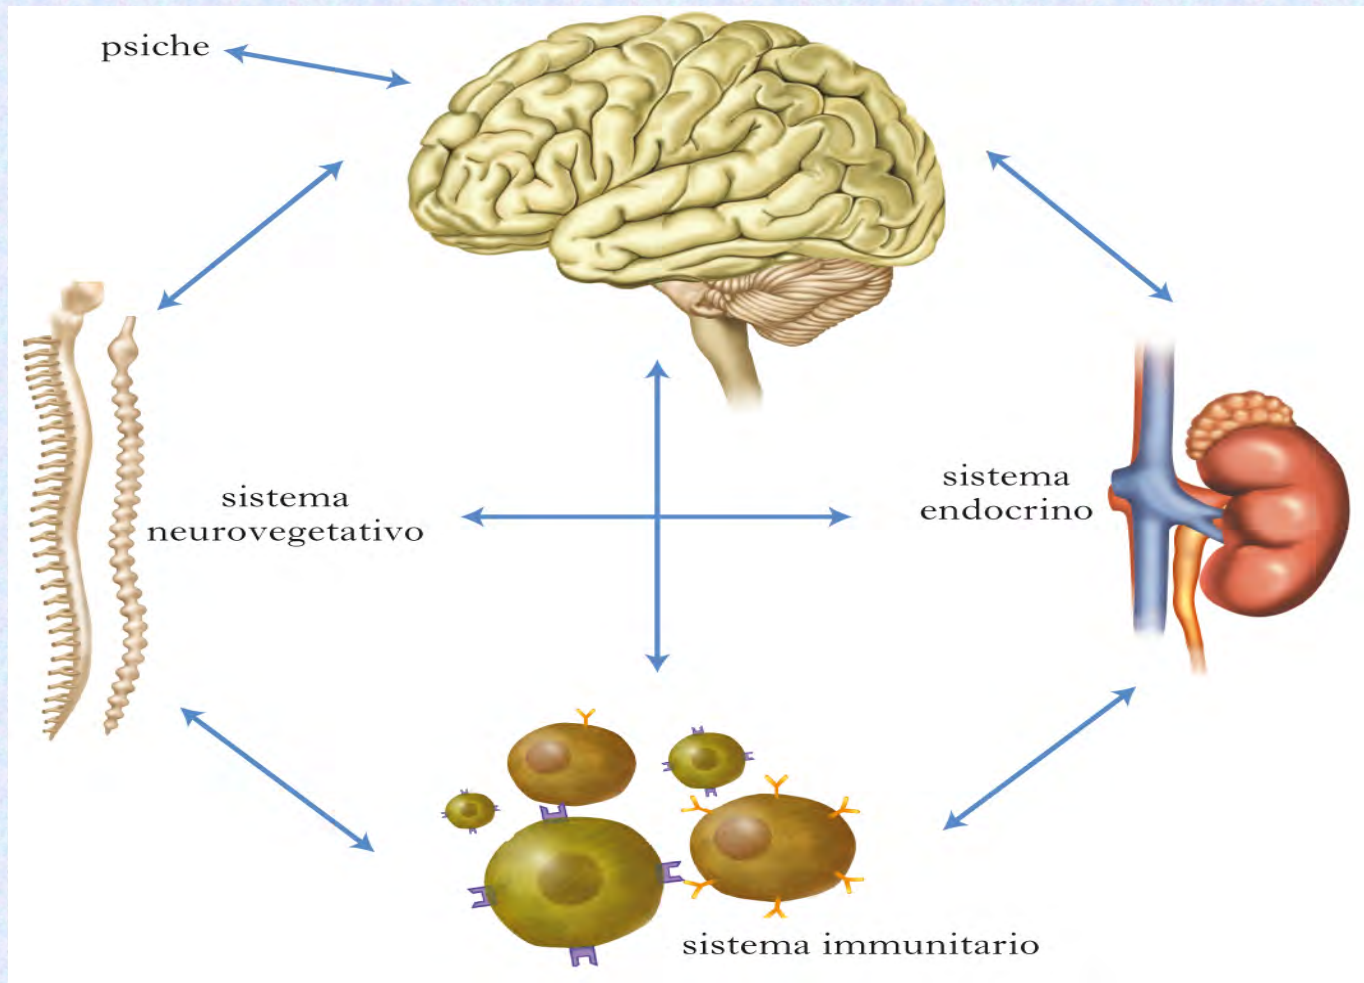 psiche
sistema
neurovegetativo
sistema
endocrino
sistema immunitario